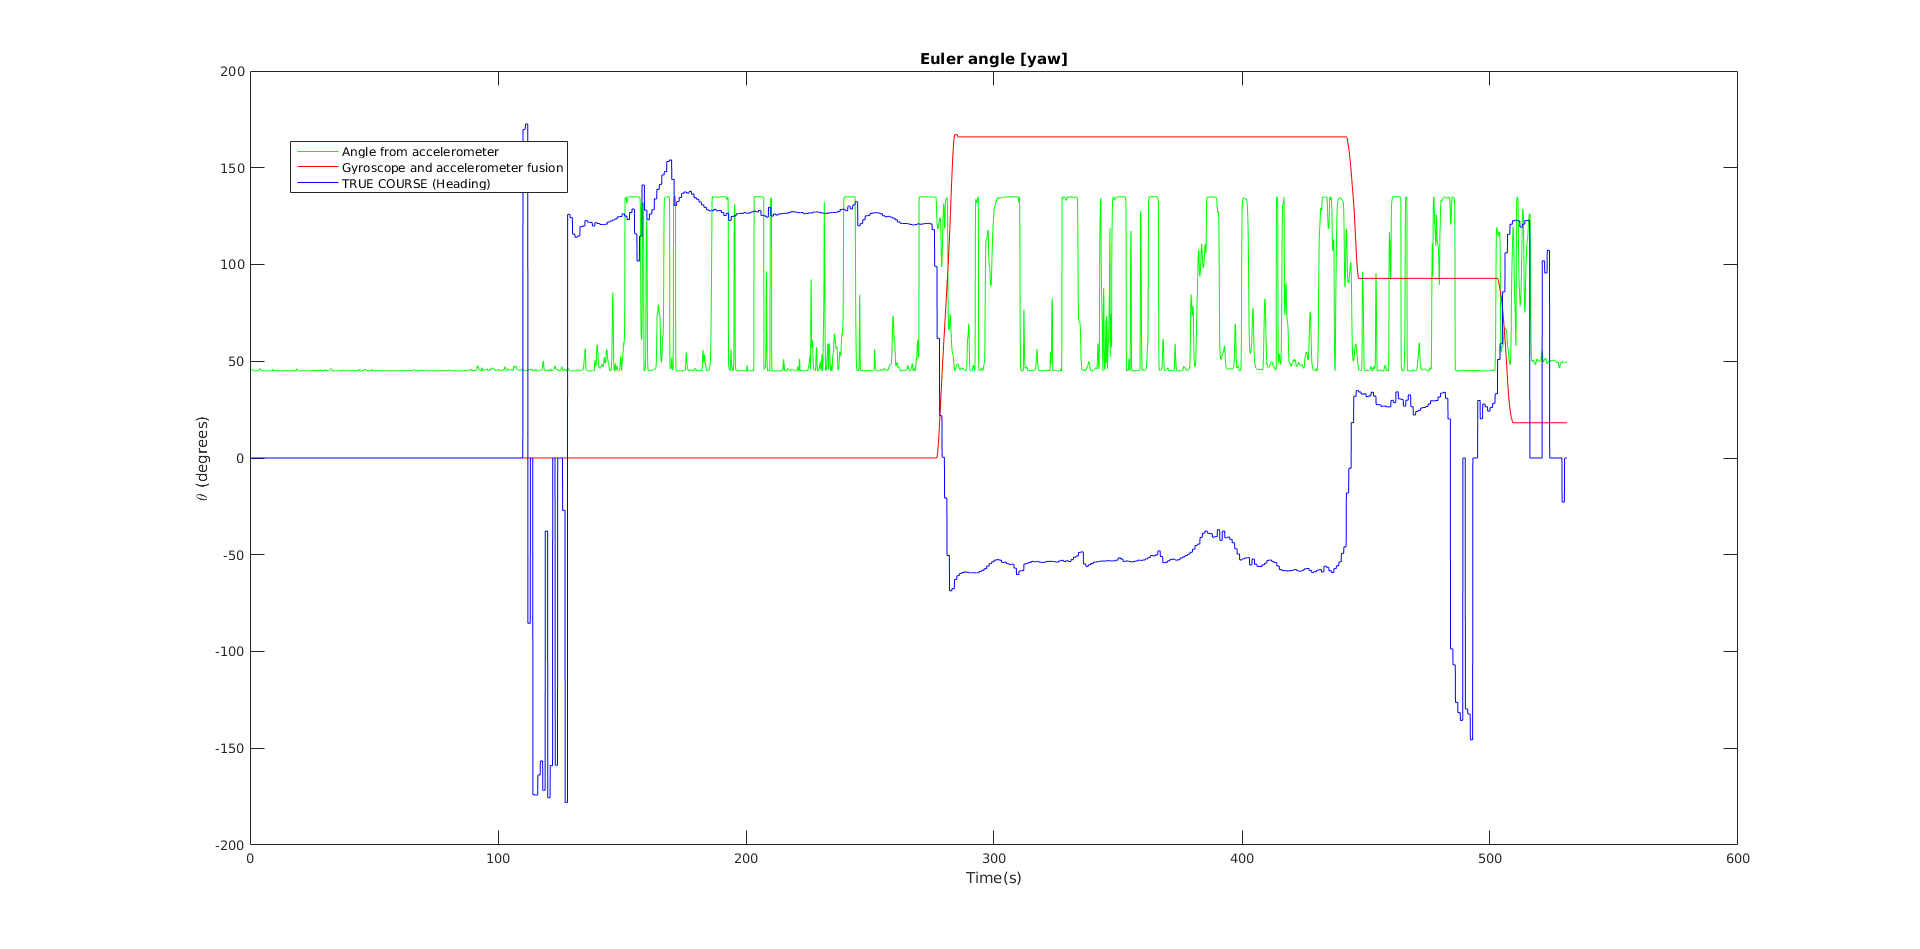 Euler angle [yaw]
200
150
100
50
0
-50
-100
-150
-200
θ (degrees)
Angle from accelerometer
Gyroscope and accelerometer fusion
TRUE COURSE (Heading)
0 100 200 300 400 500 600
Time(s)